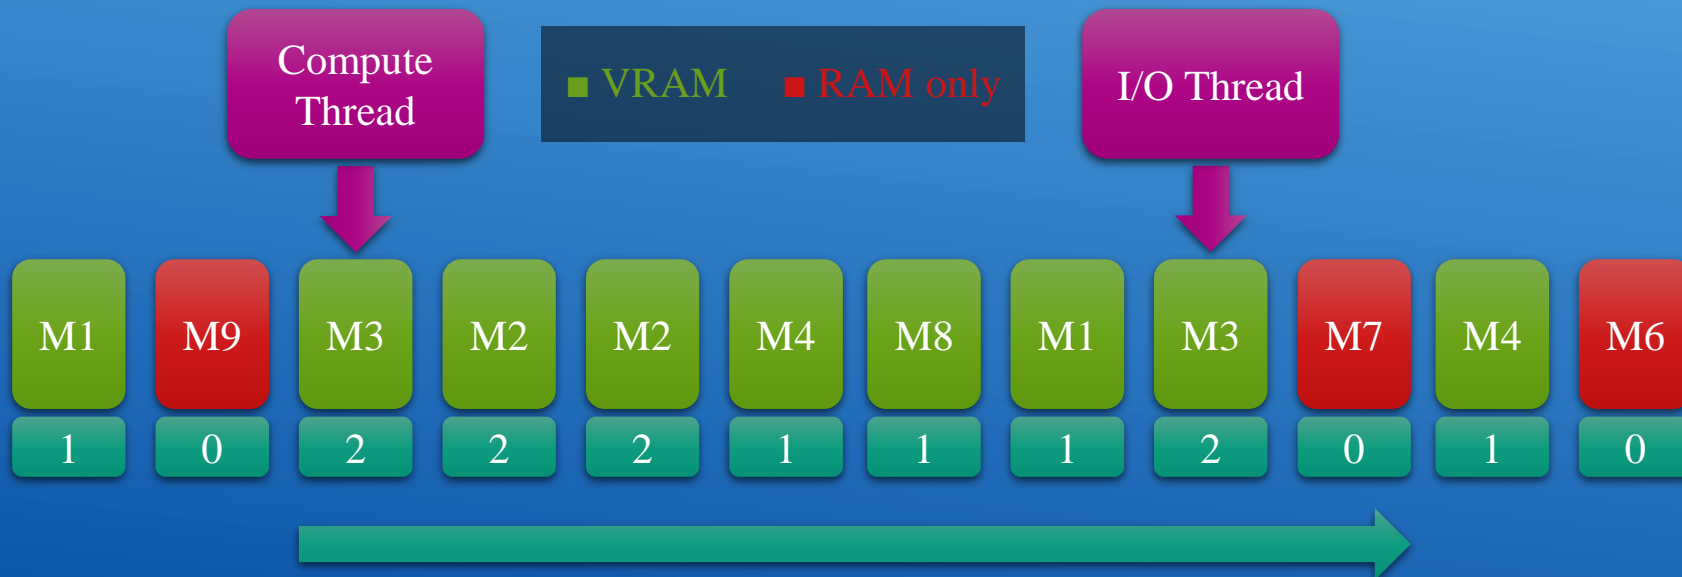 Compute
Thread
■ VRAM ■ RAM only
I/O Thread
M1 M9 M3 M2 M2 M4 M8 M1 M3 M7 M4 M6
1 0 2 2 2 1 1 1 2 0 1 0